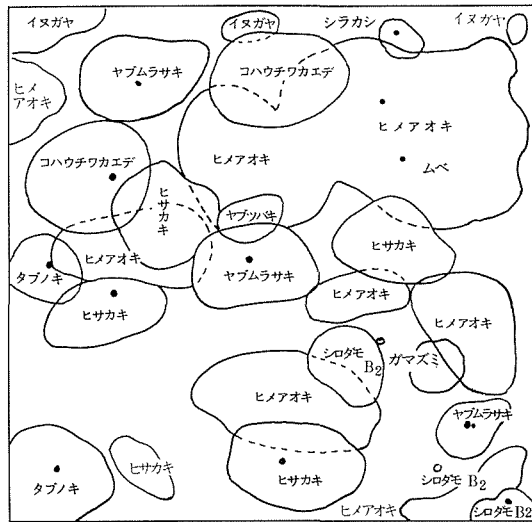 イヌガヤ
イヌガヤ
シラカシ
イヌガヤ
ヤブムラサキ
コハウチワカエデ
ヒメ
アオキ
ヒメアオキ
コハウチワカエデ
ヒメアオキ
ムベ
ヒサカキ
ヤブツバキ
ヒサカキ
ヒメアオキ
タブノキ
ヤブムラサキ
ヒメアオキ
ヒサカキ
ヒメアオキ
シロダモ
B2
ガマズミ
ヒメアオキ
ヤブムラサキ
タブノキ
ヒサカキ
ヒサカキ
シロダモ B2
ヒメアオキ
シロダモ B2